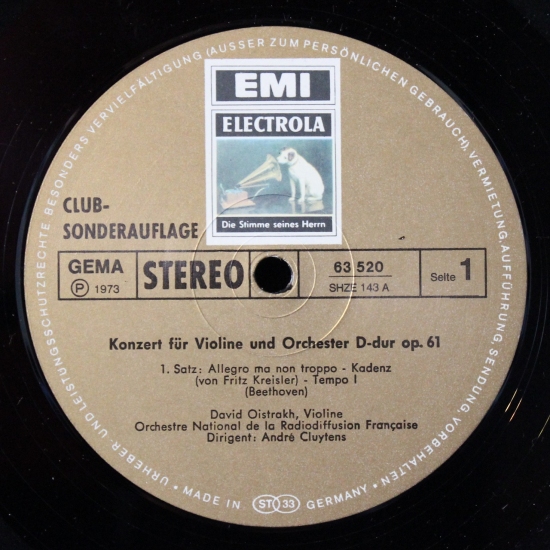 URHEBER UND LEISTUNGSSCHUTZRECHTE BESONDERS VERVIELFÄLTIGUNG (AUSSER ZUM PERSÖNLICHEN GEBRAUCH), VERMIETUNG, AUFFÜHRUNG, SENDUNG VORBEHALTEN · MADE IN ST 33 GERMANY ·
EMI
ELECTROLA
Die Stimme seines Herrn
CLUB-
SONDERAUFLAGE
GEMA
Ⓟ 1973
STEREO
63 520
SHZE 143 A
Seite 1
Konzert für Violine und Orchester D-dur op. 61
1. Satz: Allegro ma non troppo - Kadenz
(von Fritz Kreisler) - Tempo I
(Beethoven)
David Oistrakh, Violine
Orchestre National de la Radiodiffusion Française
Dirigent: André Cluytens